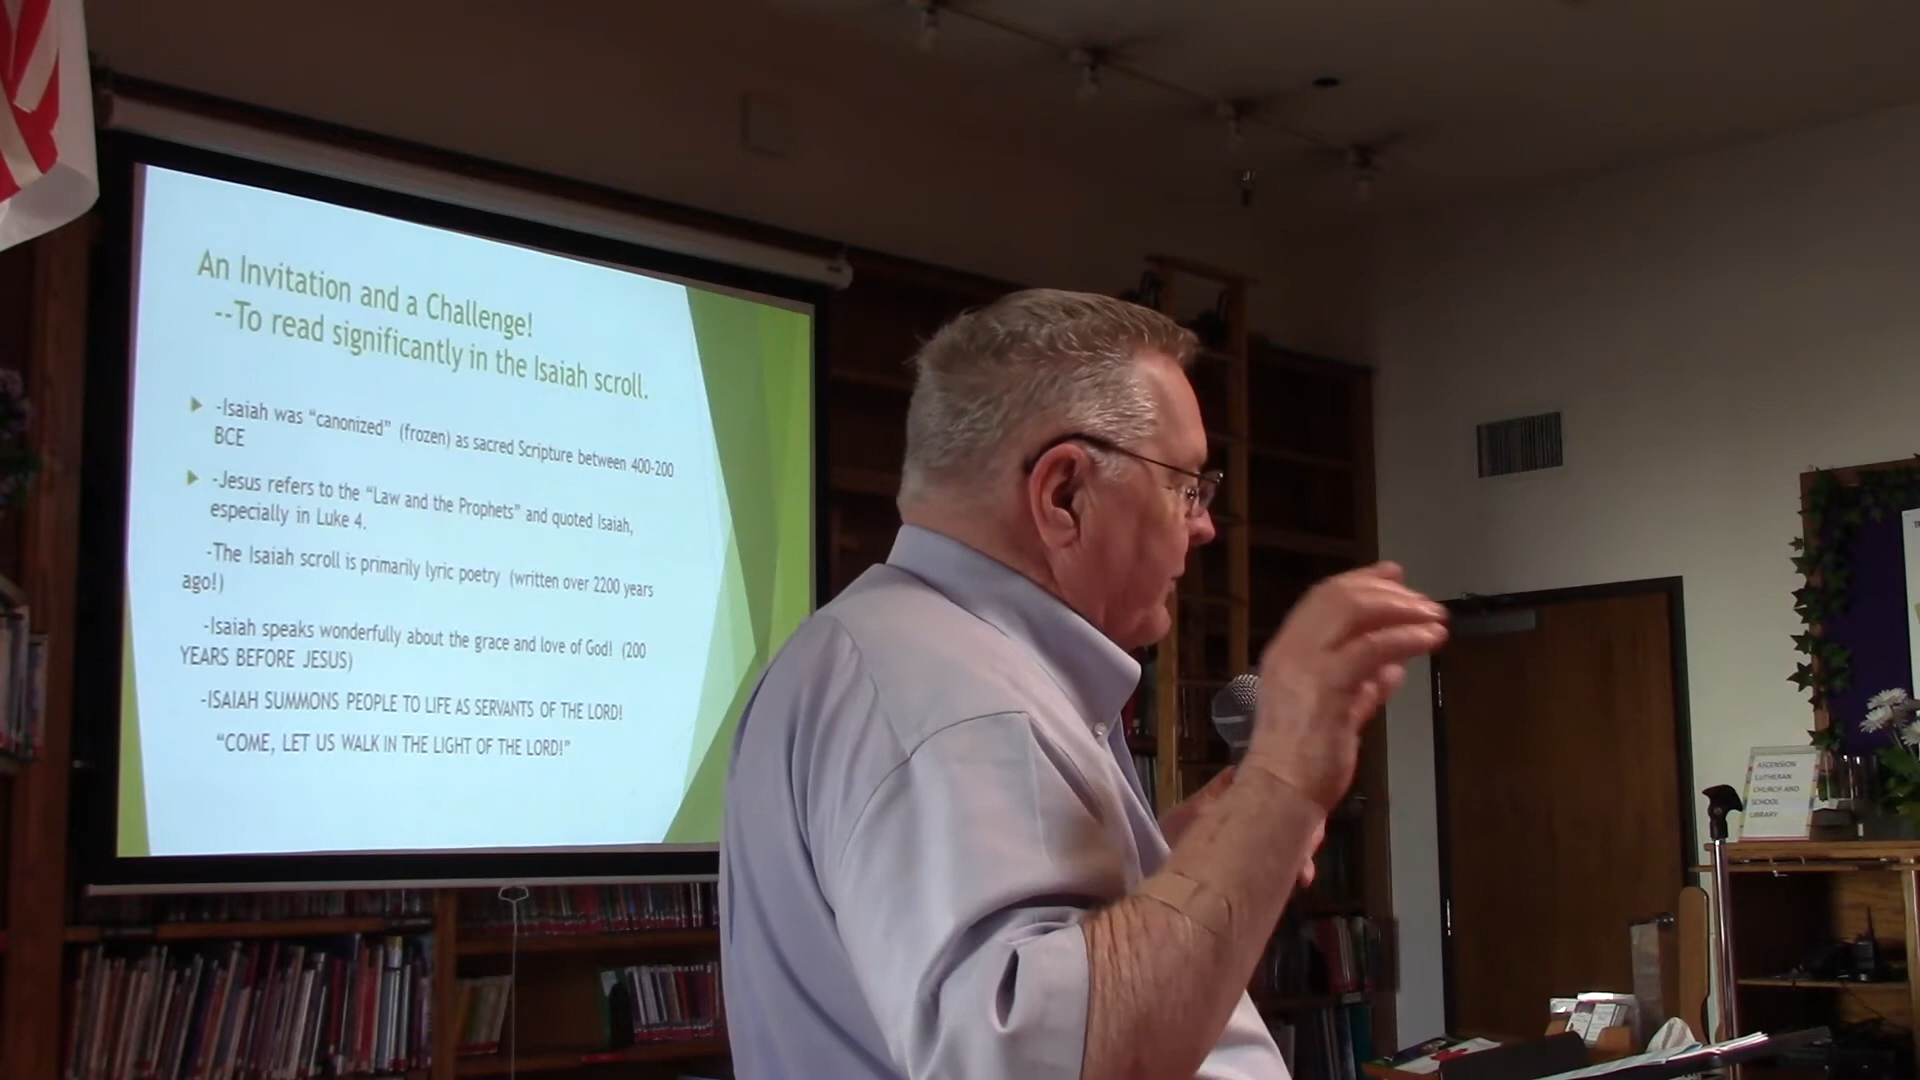 An Invitation and a Challenge!
--To read significantly in the Isaiah scroll.
-Isaiah was “canonized” (frozen) as sacred Scripture between 400-200
BCE
-Jesus refers to the “Law and the Prophets” and quoted Isaiah,
especially in Luke 4.
-The Isaiah scroll is primarily lyric poetry (written over 2200 years
ago!)
-Isaiah speaks wonderfully about the grace and love of God! (200
YEARS BEFORE JESUS)
-ISAIAH SUMMONS PEOPLE TO LIFE AS SERVANTS OF THE LORD!
“COME, LET US WALK IN THE LIGHT OF THE LORD!”
ASCENSION
LUTHERAN
CHURCH AND
SCHOOL
LIBRARY